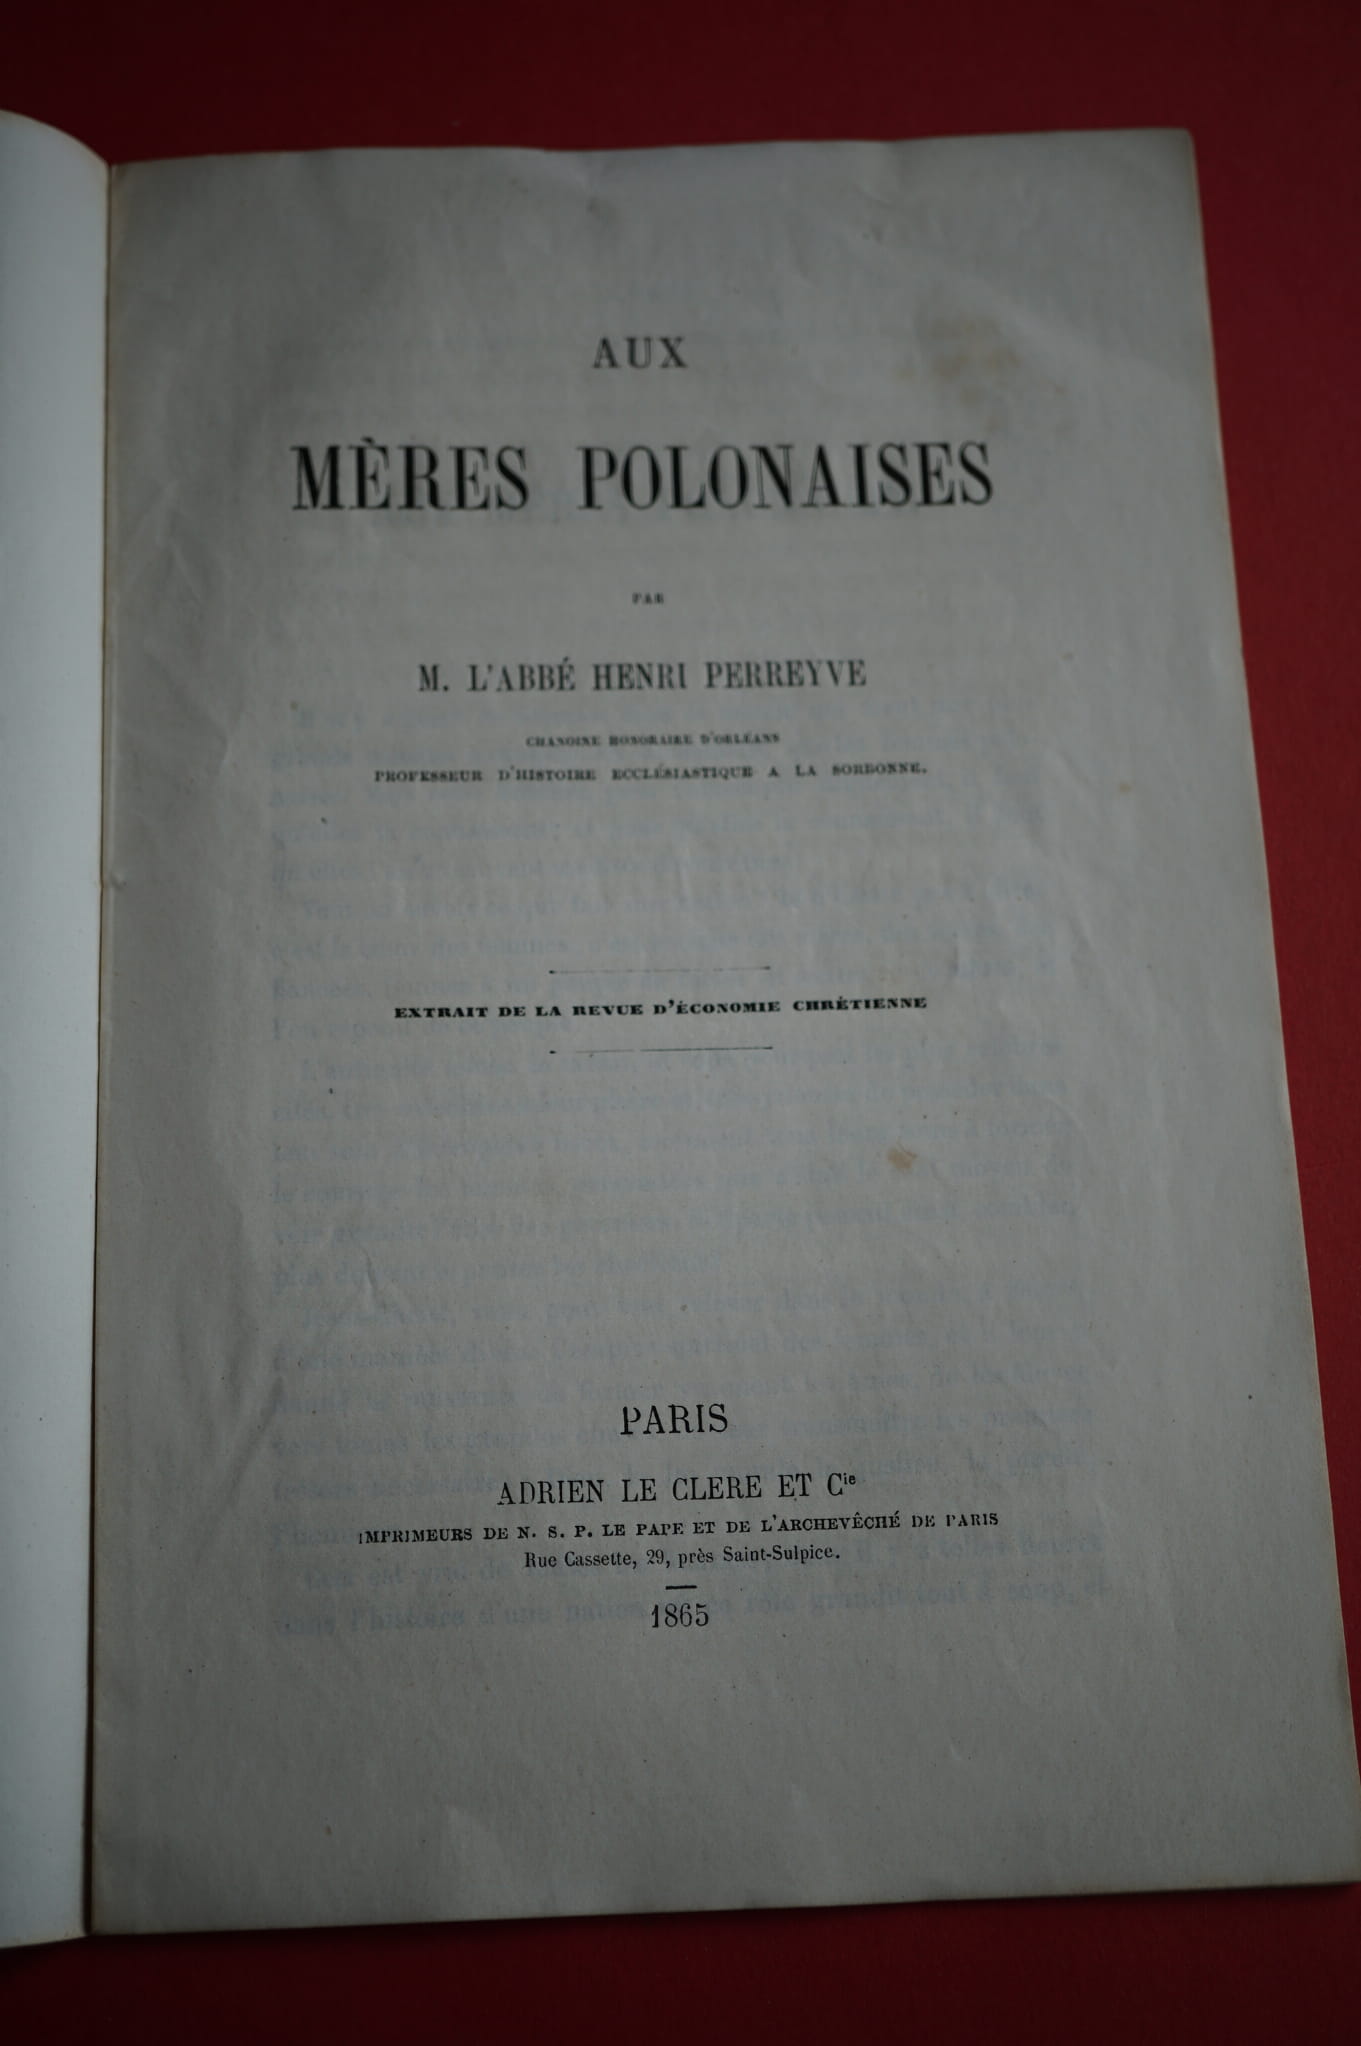 AUX
MÈRES POLONAISES
PAR
M. L'ABBÉ HENRI PERREYVE
CHANOINE HONORAIRE D'ORLÉANS
PROFESSEUR D'HISTOIRE ECCLÉSIASTIQUE A LA SORBONNE.
EXTRAIT DE LA REVUE D'ÉCONOMIE CHRÉTIENNE
PARIS
ADRIEN LE CLERE ET Cie
IMPRIMEURS DE N. S. P. LE PAPE ET DE L'ARCHEVÊCHÉ DE PARIS
Rue Cassette, 29, près Saint-Sulpice.
1865